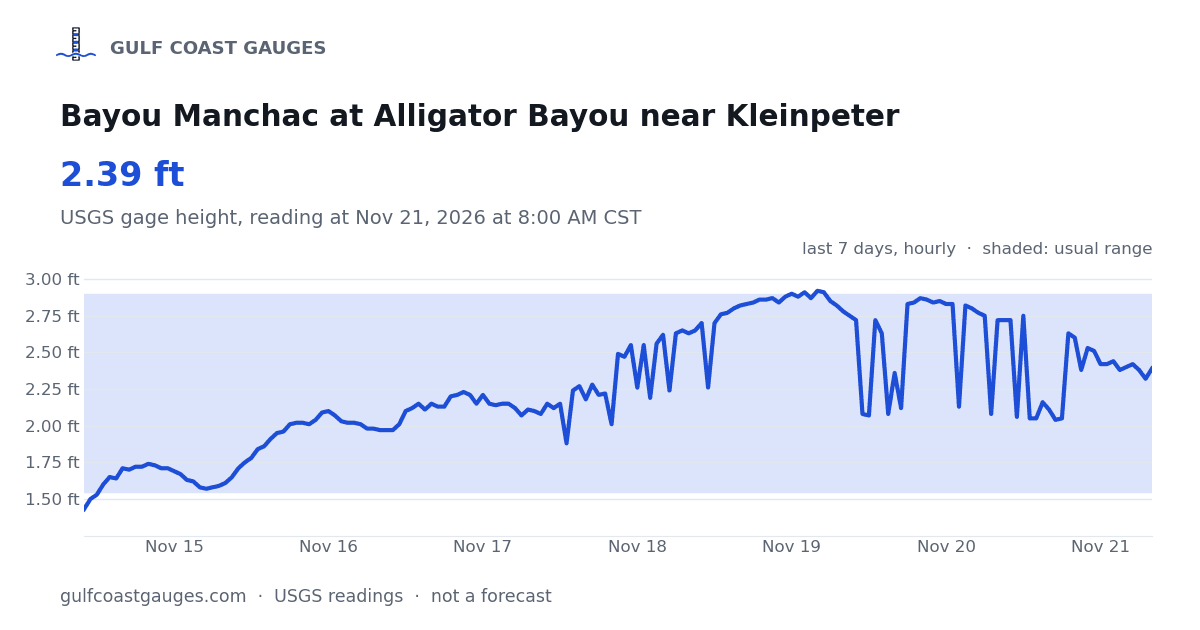 GULF COAST GAUGES
Bayou Manchac at Alligator Bayou near Kleinpeter
2.39 ft
USGS gage height, reading at Nov 21, 2026 at 8:00 AM CST
last 7 days, hourly · shaded: usual range
3.00 ft
2.75 ft
2.50 ft
2.25 ft
2.00 ft
1.75 ft
1.50 ft
Nov 15 Nov 16 Nov 17 Nov 18 Nov 19 Nov 20 Nov 21
gulfcoastgauges.com · USGS readings · not a forecast